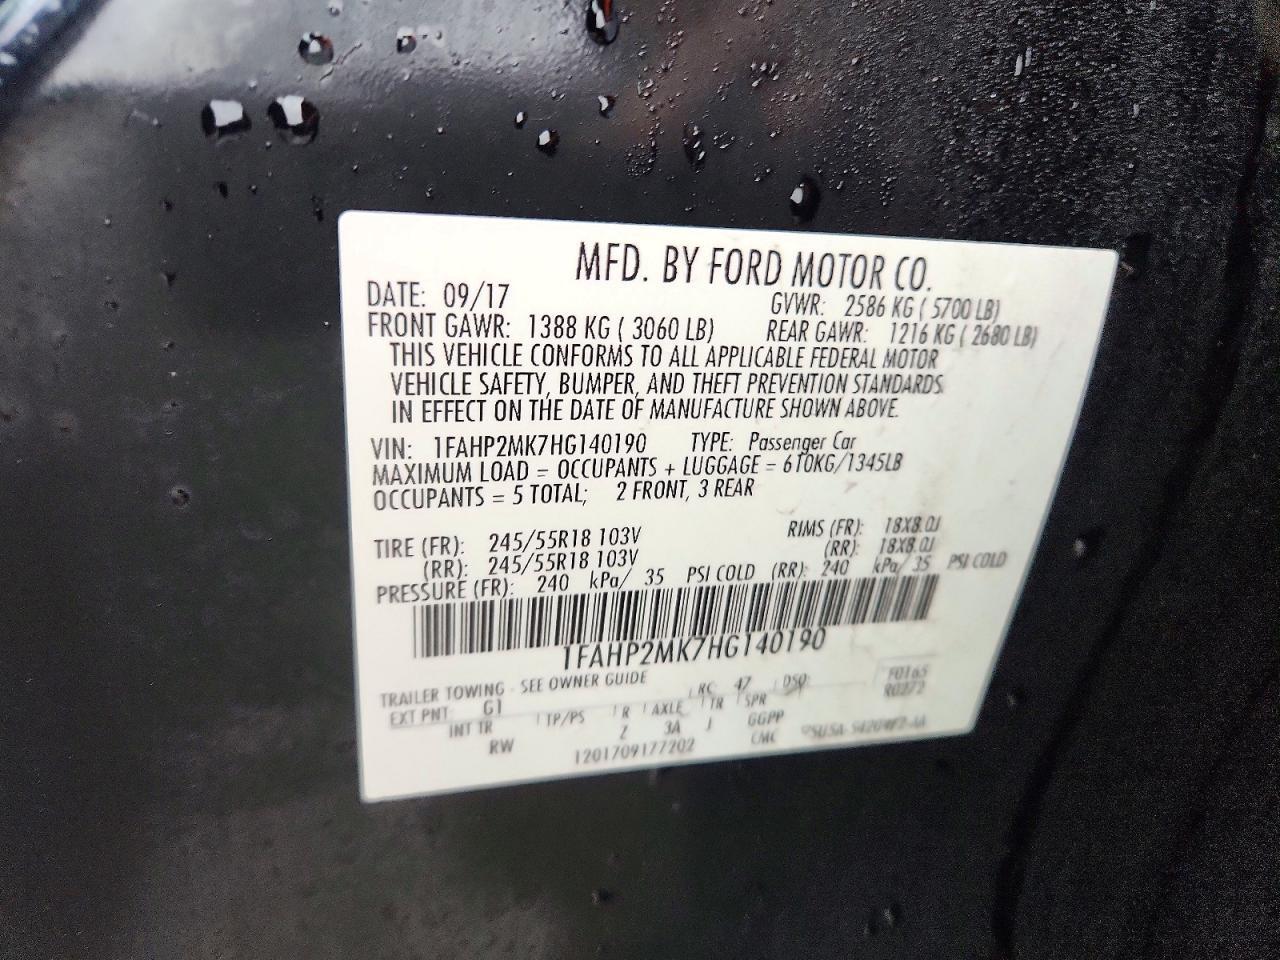 MFD. BY FORD MOTOR CO.
DATE: 09/17 GVWR: 2586 KG ( 5700 LB)
FRONT GAWR: 1388 KG ( 3060 LB) REAR GAWR: 1216 KG ( 2680 LB)
THIS VEHICLE CONFORMS TO ALL APPLICABLE FEDERAL MOTOR
VEHICLE SAFETY, BUMPER, AND THEFT PREVENTION STANDARDS
IN EFFECT ON THE DATE OF MANUFACTURE SHOWN ABOVE.
VIN: 1FAHP2MK7HG140190 TYPE: Passenger Car
MAXIMUM LOAD = OCCUPANTS + LUGGAGE = 610KG/1345LB
OCCUPANTS = 5 TOTAL; 2 FRONT, 3 REAR
TIRE (FR): 245/55R18 103V RIMS (FR): 18X8.0J
(RR): 245/55R18 103V (RR): 18X8.0J
PRESSURE (FR): 240 kPa/ 35 PSI COLD (RR): 240 kPa/ 35 PSI COLD
1FAHP2MK7HG140190
TRAILER TOWING - SEE OWNER GUIDE
EXT PNT: G1 RC: 47 DSO: F0165
R0272
INT TR TP/PS R AXLE TR SPR
RW Z 3A J GGPP
1201709177202 CMC